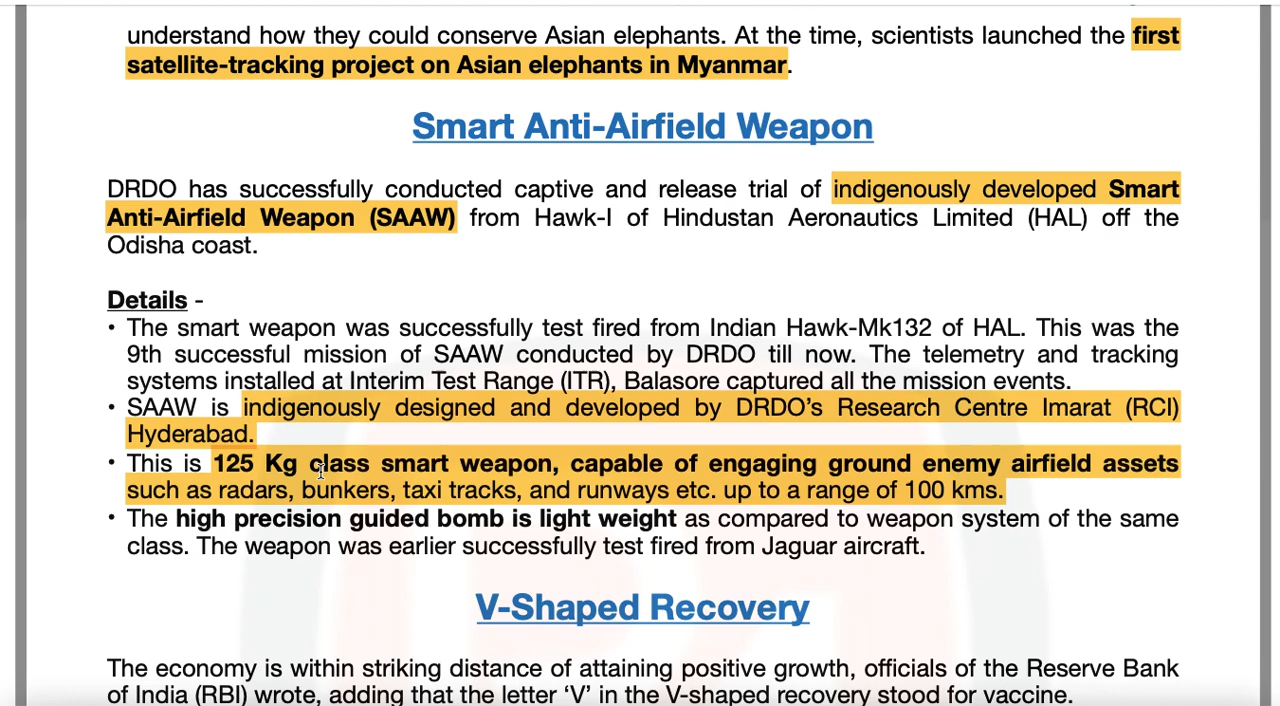 understand how they could conserve Asian elephants. At the time, scientists launched the first
satellite-tracking project on Asian elephants in Myanmar.
Smart Anti-Airfield Weapon
DRDO has successfully conducted captive and release trial of indigenously developed Smart
Anti-Airfield Weapon (SAAW) from Hawk-I of Hindustan Aeronautics Limited (HAL) off the
Odisha coast.
Details -
• The smart weapon was successfully test fired from Indian Hawk-Mk132 of HAL. This was the
9th successful mission of SAAW conducted by DRDO till now. The telemetry and tracking
systems installed at Interim Test Range (ITR), Balasore captured all the mission events.
• SAAW is indigenously designed and developed by DRDO's Research Centre Imarat (RCI)
Hyderabad.
• This is 125 Kg class smart weapon, capable of engaging ground enemy airfield assets
such as radars, bunkers, taxi tracks, and runways etc. up to a range of 100 kms.
• The high precision guided bomb is light weight as compared to weapon system of the same
class. The weapon was earlier successfully test fired from Jaguar aircraft.
V-Shaped Recovery
The economy is within striking distance of attaining positive growth, officials of the Reserve Bank
of India (RBI) wrote, adding that the letter ‘V’ in the V-shaped recovery stood for vaccine.